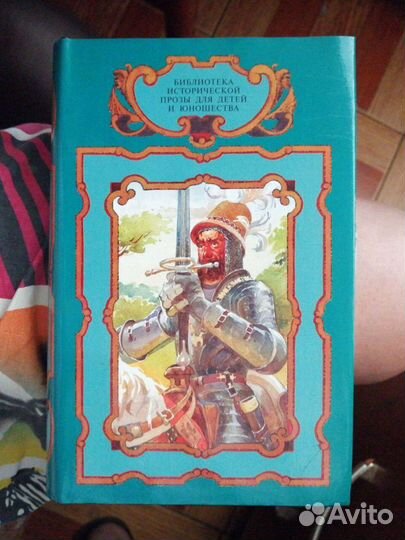 БИБЛИОТЕКА
ИСТОРИЧЕСКОЙ
ПРОЗЫ ДЛЯ ДЕТЕЙ
И ЮНОШЕСТВА
Avito